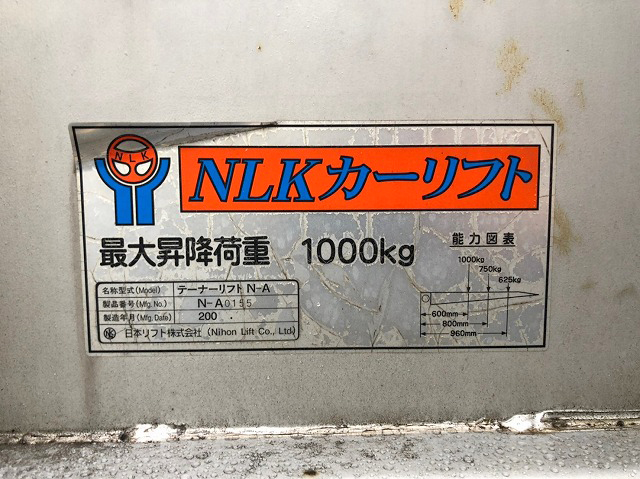 NLK
NLKカーリフト
最大昇降荷重 1000kg
能力図表
1000kg
750kg
625kg
600mm
800mm
960mm
名称型式(Model) テーナーリフト N-A
製品番号(Mfg.No.) N-A0155
製造年月(Mfg.Date) 200 .
NLK 日本リフト株式会社 (Nihon Lift Co., Ltd.)